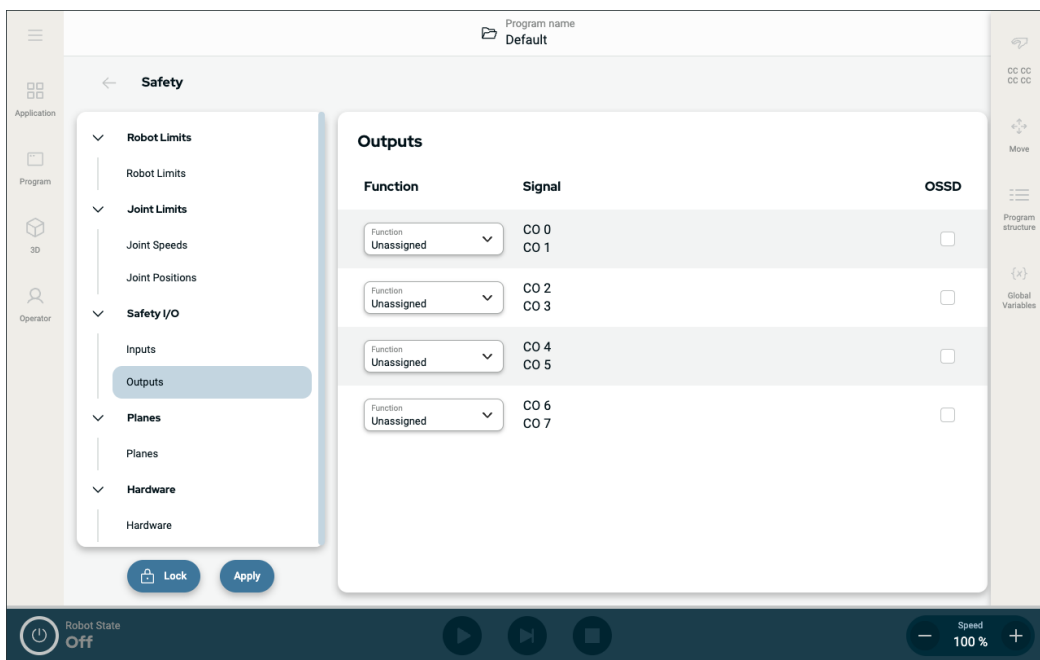 Program name
Default
Safety
Application
Program
3D
Operator
Robot Limits
Robot Limits
Joint Limits
Joint Speeds
Joint Positions
Safety I/O
Inputs
Outputs
Planes
Planes
Hardware
Hardware
Lock
Apply
Outputs
Function Signal OSSD
Function
Unassigned
CO 0
CO 1
Function
Unassigned
CO 2
CO 3
Function
Unassigned
CO 4
CO 5
Function
Unassigned
CO 6
CO 7
CC CC
CC CC
Move
Program
structure
{x}
Global
Variables
Robot State
Off
Speed
100 %